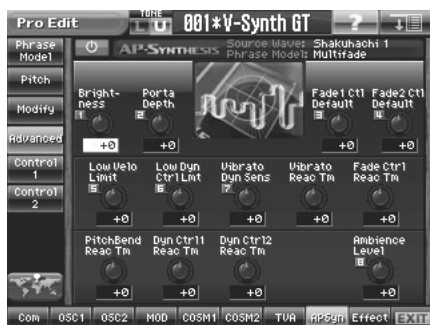 Pro Edit TONE U 001*V-Synth GT ?
Phrase Model
AP-SYNTHESIS Source Wave: Shakuhachi 1
Phrase Model: Multifade
Pitch
Modify
Advanced
Control 1
Control 2
Bright-ness Porta Depth Fade1 Ctl Default Fade2 Ctl Default
1 2 3 4
+0 +0 +0 +0
Low Velo Limit Low Dyn Ctrl Lmt Vibrato Dyn Sens Vibrato Reac Tm Fade Ctrl Reac Tm
5 6 7
+0 +0 +0 +0 +0
PitchBend Reac Tm Dyn Ctrl1 Reac Tm Dyn Ctrl2 Reac Tm Ambience Level
8
+0 +0 +0 +0
Com OSC1 OSC2 MOD COSM1 COSM2 TVA APSyn Effect EXIT